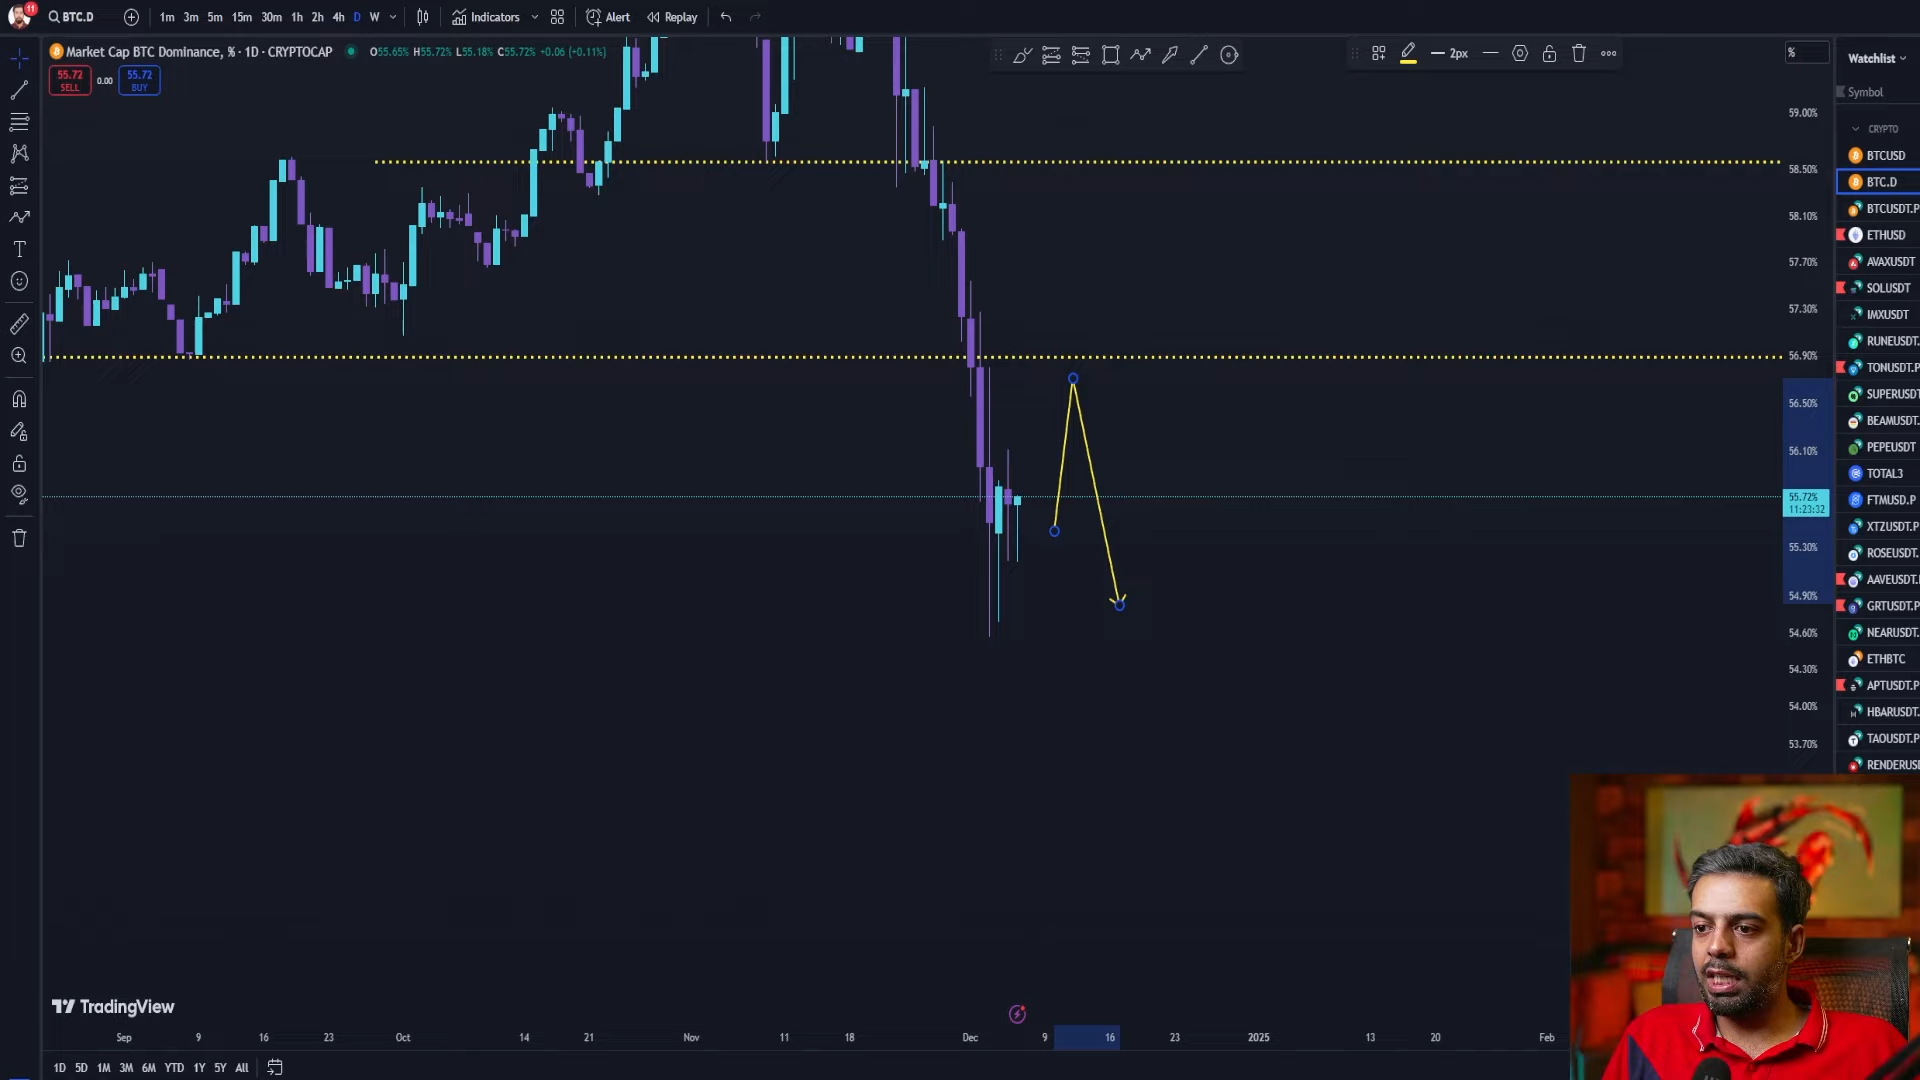 11
BTC.D
1m 3m 5m 15m 30m 1h 2h 4h D W
Indicators
Alert
Replay
Market Cap BTC Dominance, % · 1D · CRYPTOCAP
O55.65% H55.72% L55.18% C55.72% +0.06 (+0.11%)
55.72
SELL
0.00
55.72
BUY
2px
%
59.00%
58.50%
58.10%
57.70%
57.30%
56.90%
56.50%
56.10%
55.72%
11:23:32
55.30%
54.90%
54.60%
54.30%
54.00%
53.70%
Watchlist
Symbol
CRYPTO
BTCUSD
BTC.D
BTCUSDT.P
ETHUSD
AVAXUSDT
SOLUSDT
IMXUSDT
RUNEUSDT.
TONUSDT.P
SUPERUSDT
BEAMUSDT.
PEPEUSDT
TOTAL3
FTMUSD.P
XTZUSDT.P
ROSEUSDT.
AAVEUSDT.
GRTUSDT.P
NEARUSDT.
ETHBTC
APTUSDT.P
HBARUSDT.
TAOUSDT.P
RENDERUSD
TradingView
Sep 9 16 23 Oct 14 21 Nov 11 18 Dec 9 16 23 2025 13 20 Feb
1D 5D 1M 3M 6M YTD 1Y 5Y All